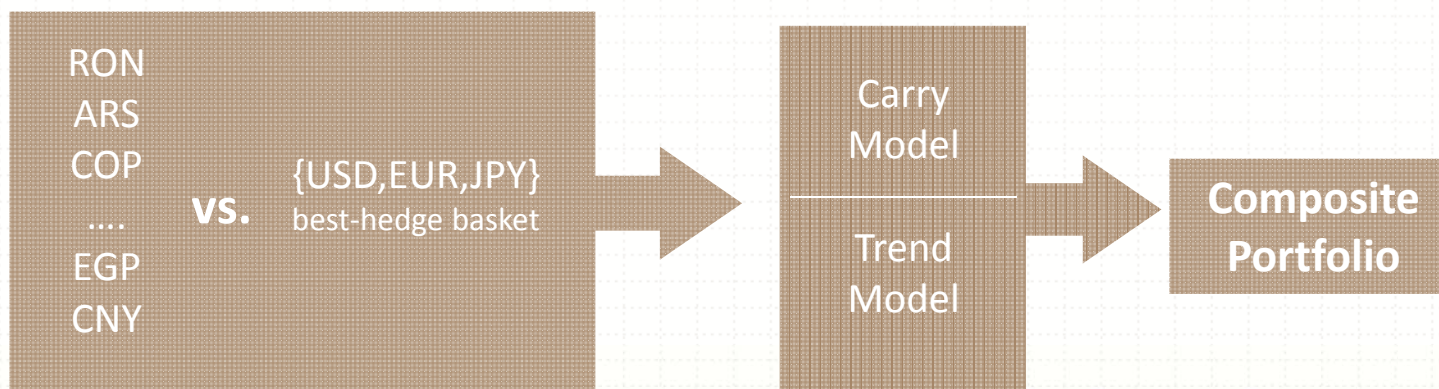 RON
ARS
COP
....
EGP
CNY
vs.
{USD,EUR,JPY}
best-hedge basket
Carry
Model
Trend
Model
Composite
Portfolio